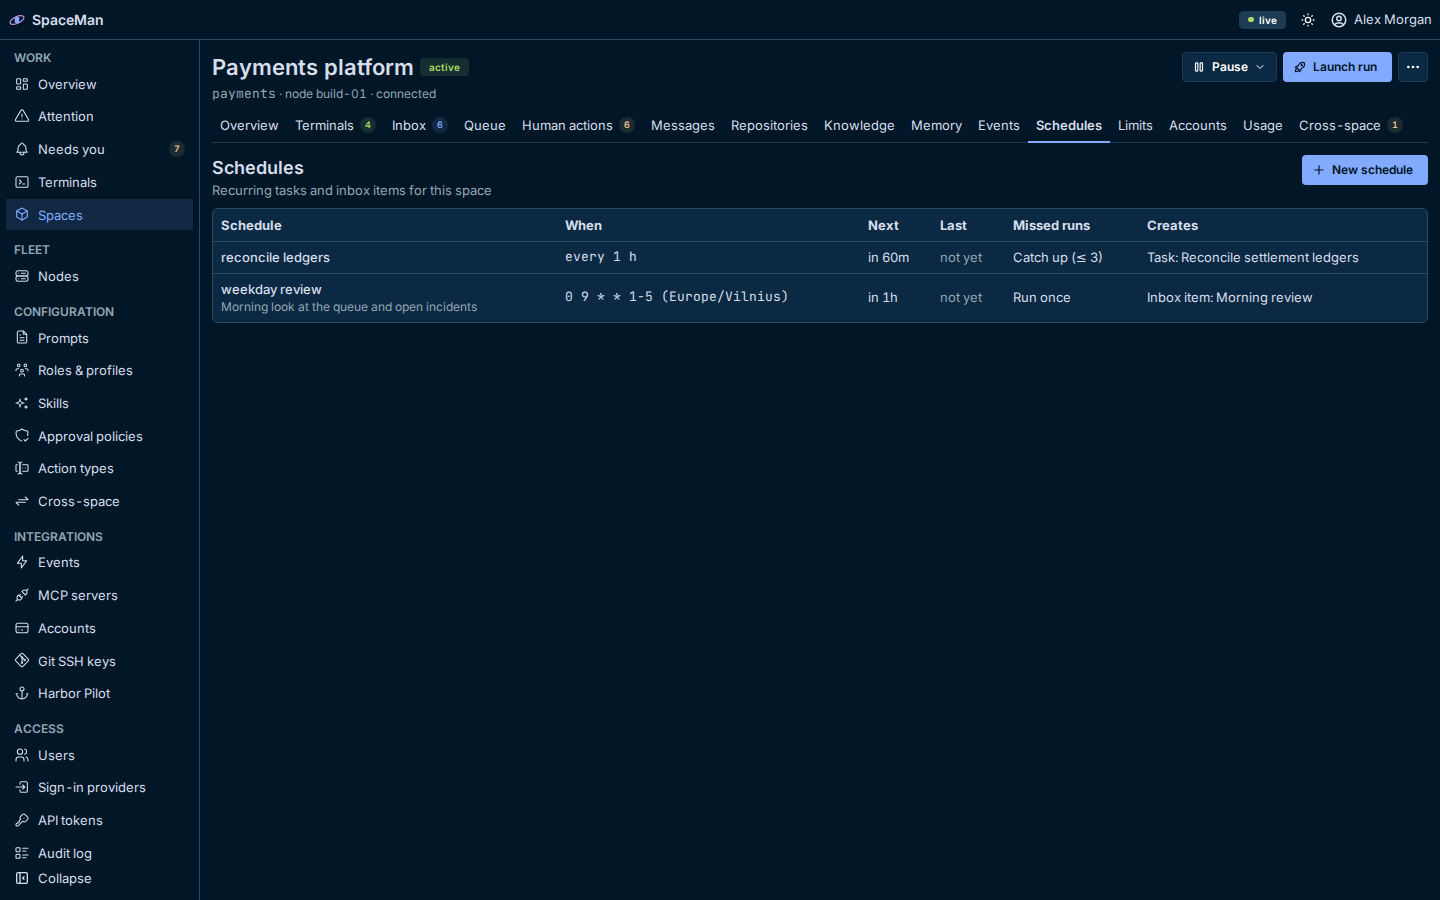 SpaceMan
live
Alex Morgan
WORK
Overview
Attention
Needs you 7
Terminals
Spaces
FLEET
Nodes
CONFIGURATION
Prompts
Roles & profiles
Skills
Approval policies
Action types
Cross-space
INTEGRATIONS
Events
MCP servers
Accounts
Git SSH keys
Harbor Pilot
ACCESS
Users
Sign-in providers
API tokens
Audit log
Collapse
Payments platform active
payments · node build-01 · connected
Pause
Launch run
Overview Terminals 4 Inbox 6 Queue Human actions 6 Messages Repositories Knowledge Memory Events Schedules Limits Accounts Usage Cross-space 1
Schedules
Recurring tasks and inbox items for this space
New schedule
Schedule When Next Last Missed runs Creates
reconcile ledgers every 1 h in 60m not yet Catch up (≤ 3) Task: Reconcile settlement ledgers
weekday review 0 9 * * 1-5 (Europe/Vilnius) in 1h not yet Run once Inbox item: Morning review
Morning look at the queue and open incidents